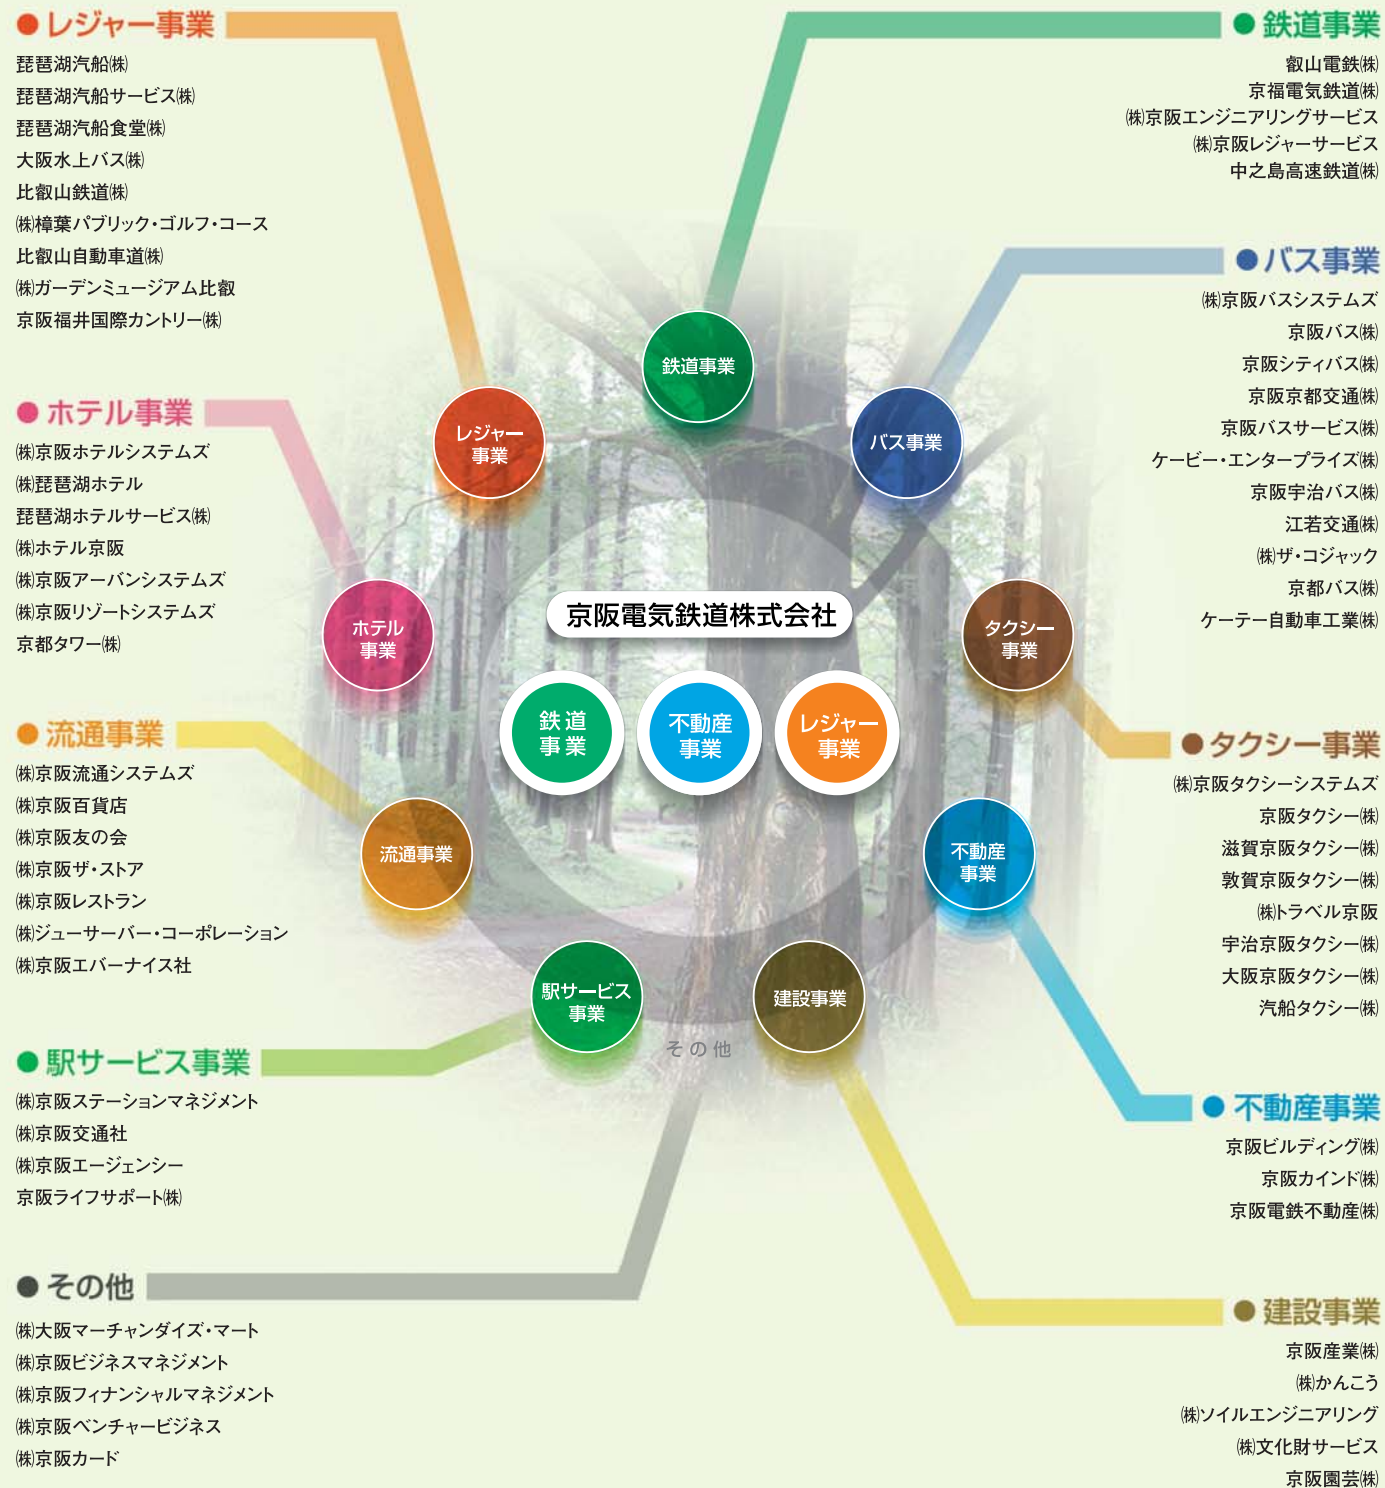 ● レジャー事業
琵琶湖汽船㈱
琵琶湖汽船サービス㈱
琵琶湖汽船食堂㈱
大阪水上バス㈱
比叡山鉄道㈱
㈱樟葉パブリック・ゴルフ・コース
比叡山自動車道㈱
㈱ガーデンミュージアム比叡
京阪福井国際カントリー㈱
● ホテル事業
㈱京阪ホテルシステムズ
㈱琵琶湖ホテル
琵琶湖ホテルサービス㈱
㈱ホテル京阪
㈱京阪アーバンシステムズ
㈱京阪リゾートシステムズ
京都タワー㈱
● 流通事業
㈱京阪流通システムズ
㈱京阪百貨店
㈱京阪友の会
㈱京阪ザ・ストア
㈱京阪レストラン
㈱ジューサーバー・コーポレーション
㈱京阪エバーナイス社
● 駅サービス事業
㈱京阪ステーションマネジメント
㈱京阪交通社
㈱京阪エージェンシー
京阪ライフサポート㈱
● その他
㈱大阪マーチャンダイズ・マート
㈱京阪ビジネスマネジメント
㈱京阪フィナンシャルマネジメント
㈱京阪ベンチャービジネス
㈱京阪カード
鉄道事業
レジャー
事業
バス事業
ホテル
事業
京阪電気鉄道株式会社
タクシー
事業
鉄道
事業
不動産
事業
レジャー
事業
流通事業
不動産
事業
駅サービス
事業
建設事業
その他
● 鉄道事業
叡山電鉄㈱
京福電気鉄道㈱
㈱京阪エンジニアリングサービス
㈱京阪レジャーサービス
中之島高速鉄道㈱
● バス事業
㈱京阪バスシステムズ
京阪バス㈱
京阪シティバス㈱
京阪京都交通㈱
京阪バスサービス㈱
ケービー・エンタープライズ㈱
京阪宇治バス㈱
江若交通㈱
㈱ザ・コジャック
京都バス㈱
ケーテー自動車工業㈱
● タクシー事業
㈱京阪タクシーシステムズ
京阪タクシー㈱
滋賀京阪タクシー㈱
敦賀京阪タクシー㈱
㈱トラベル京阪
宇治京阪タクシー㈱
大阪京阪タクシー㈱
汽船タクシー㈱
● 不動産事業
京阪ビルディング㈱
京阪カインド㈱
京阪電鉄不動産㈱
● 建設事業
京阪産業㈱
㈱かんこう
㈱ソイルエンジニアリング
㈱文化財サービス
京阪園芸㈱